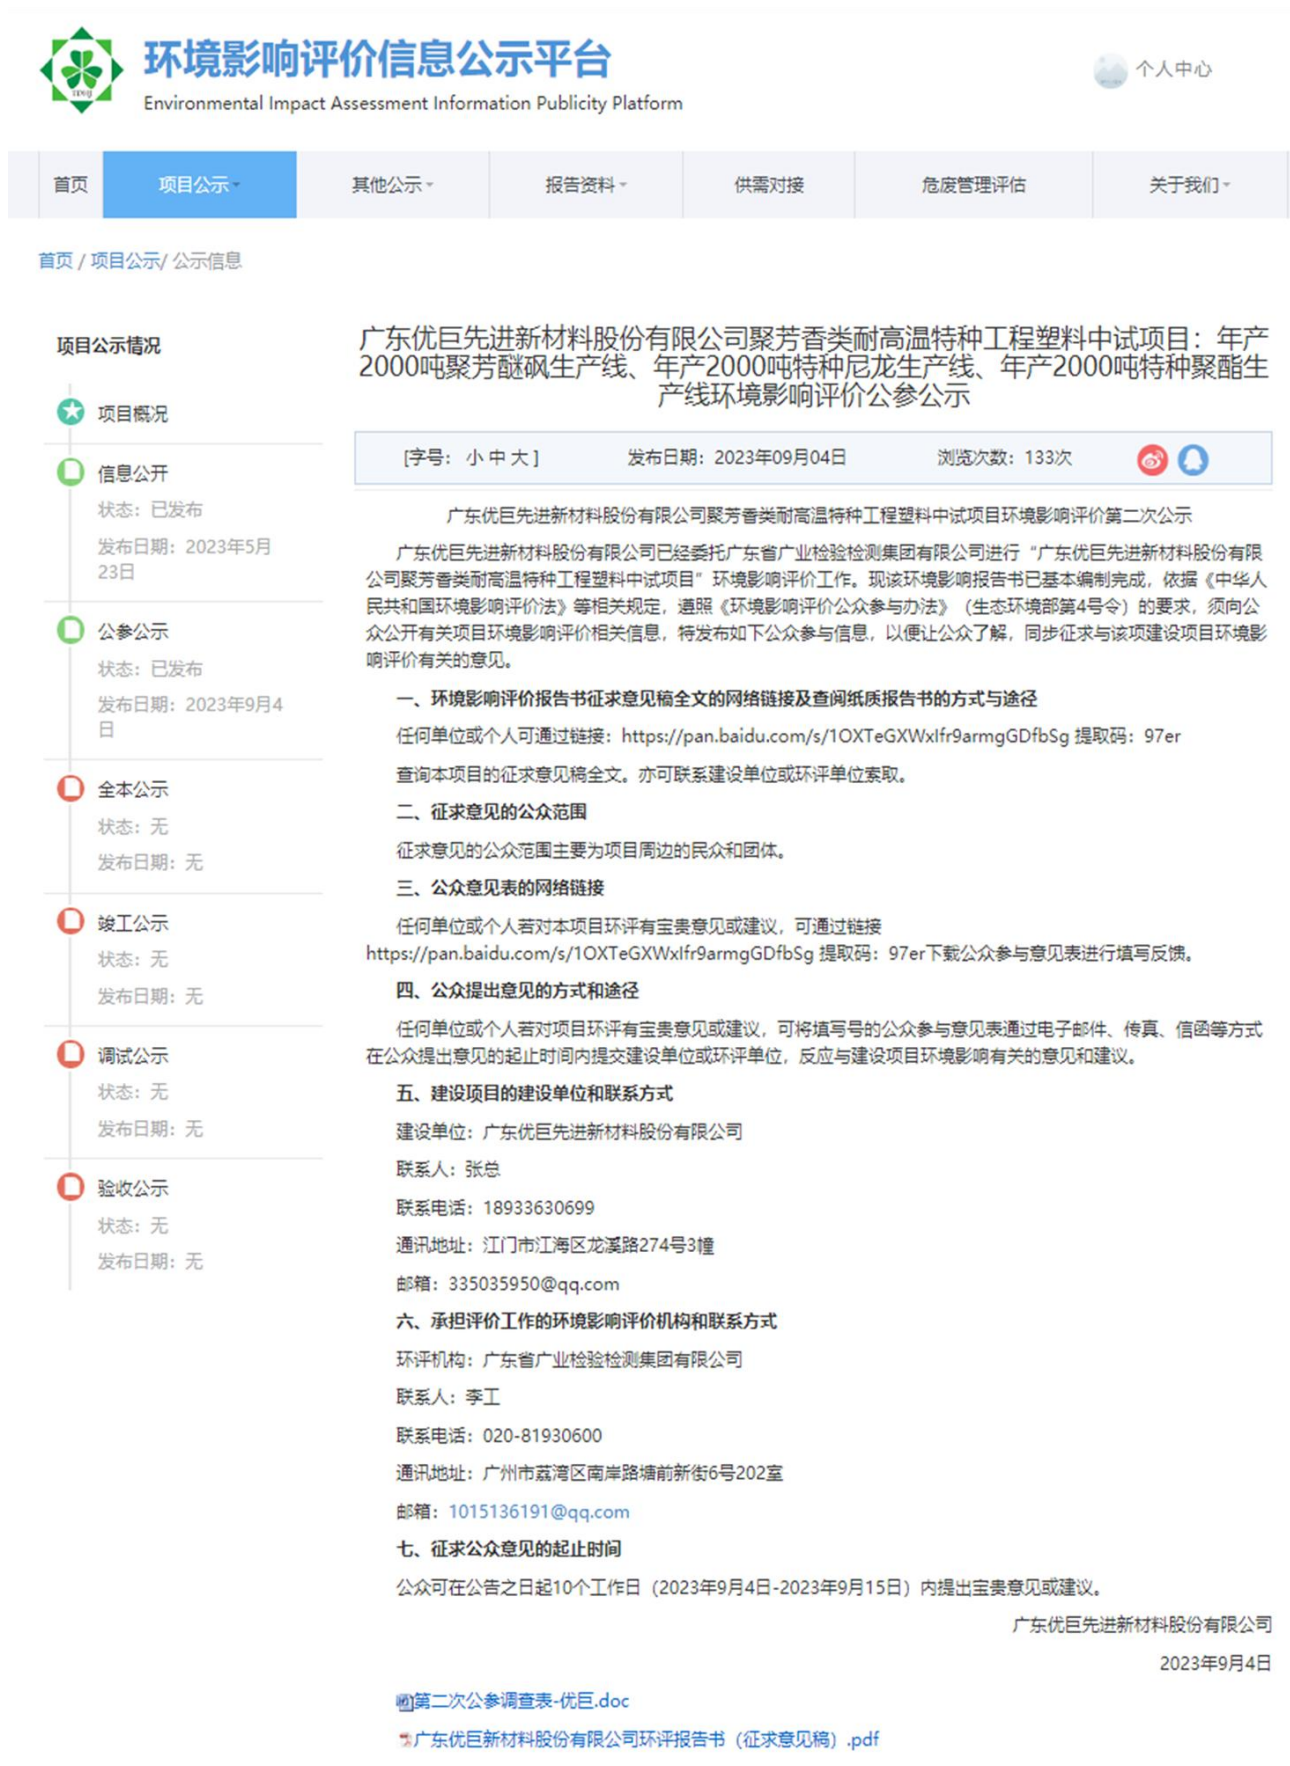 环境影响评价信息公示平台
Environmental Impact Assessment Information Publicity Platform
个人中心
首页 项目公示 其他公示 报告资料 供需对接 危废管理评估 关于我们
首页 / 项目公示/ 公示信息
项目公示情况
项目概况
信息公开
状态：已发布
发布日期：2023年5月
23日
公参公示
状态：已发布
发布日期：2023年9月4
日
全本公示
状态：无
发布日期：无
竣工公示
状态：无
发布日期：无
调试公示
状态：无
发布日期：无
验收公示
状态：无
发布日期：无
广东优巨先进新材料股份有限公司聚芳香类耐高温特种工程塑料中试项目：年产
2000吨聚芳醚砜生产线、年产2000吨特种尼龙生产线、年产2000吨特种聚酯生
产线环境影响评价公参公示
[字号：小 中 大 ] 发布日期：2023年09月04日 浏览次数：133次
广东优巨先进新材料股份有限公司聚芳香类耐高温特种工程塑料中试项目环境影响评价第二次公示
广东优巨先进新材料股份有限公司已经委托广东省广业检验检测集团有限公司进行“广东优巨先进新材料股份有限
公司聚芳香类耐高温特种工程塑料中试项目”环境影响评价工作。现该环境影响报告书已基本编制完成，依据《中华人
民共和国环境影响评价法》等相关规定，遵照《环境影响评价公众参与办法》（生态环境部第4号令）的要求，须向公
众公开有关项目环境影响评价相关信息，特发布如下公众参与信息，以便让公众了解，同步征求与该项建设项目环境影
响评价有关的意见。
一、环境影响评价报告书征求意见稿全文的网络链接及查阅纸质报告书的方式与途径
任何单位或个人可通过链接：https://pan.baidu.com/s/1OXTeGXWxIfr9armgGDfbSg 提取码：97er
查询本项目的征求意见稿全文。亦可联系建设单位或环评单位索取。
二、征求意见的公众范围
征求意见的公众范围主要为项目周边的民众和团体。
三、公众意见表的网络链接
任何单位或个人若对本项目环评有宝贵意见或建议，可通过链接
https://pan.baidu.com/s/1OXTeGXWxIfr9armgGDfbSg 提取码：97er下载公众参与意见表进行填写反馈。
四、公众提出意见的方式和途径
任何单位或个人若对项目环评有宝贵意见或建议，可将填写号的公众参与意见表通过电子邮件、传真、信函等方式
在公众提出意见的起止时间内提交建设单位或环评单位，反应与建设项目环境影响有关的意见和建议。
五、建设项目的建设单位和联系方式
建设单位：广东优巨先进新材料股份有限公司
联系人：张总
联系电话：18933630699
通讯地址：江门市江海区龙溪路274号3幢
邮箱：335035950@qq.com
六、承担评价工作的环境影响评价机构和联系方式
环评机构：广东省广业检验检测集团有限公司
联系人：李工
联系电话：020-81930600
通讯地址：广州市荔湾区南岸路塘前新街6号202室
邮箱：1015136191@qq.com
七、征求公众意见的起止时间
公众可在公告之日起10个工作日（2023年9月4日-2023年9月15日）内提出宝贵意见或建议。
广东优巨先进新材料股份有限公司
2023年9月4日
第二次公参调查表-优巨.doc
广东优巨新材料股份有限公司环评报告书（征求意见稿）.pdf